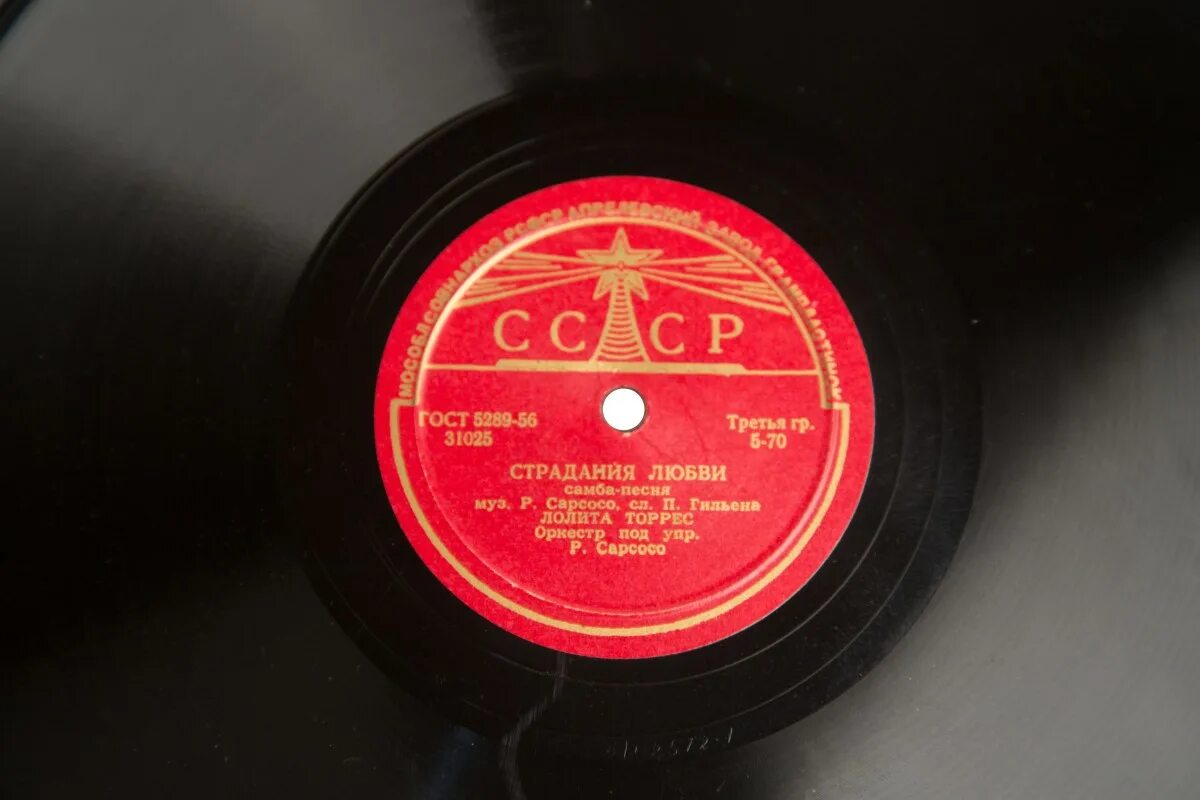 МОСОБЛСОВНАРХОЗ РСФСР АПРЕЛЕВСКИЙ ЗАВОД ГРАМПЛАСТИНОК
СССР
ГОСТ 5289-56
31025
Третья гр.
5-70
СТРАДАНИЯ ЛЮБВИ
самба-песня
муз. Р. Сарсосо, сл. П. Гильена
ЛОЛИТА ТОРРЕС
Оркестр под упр.
Р. Сарсосо